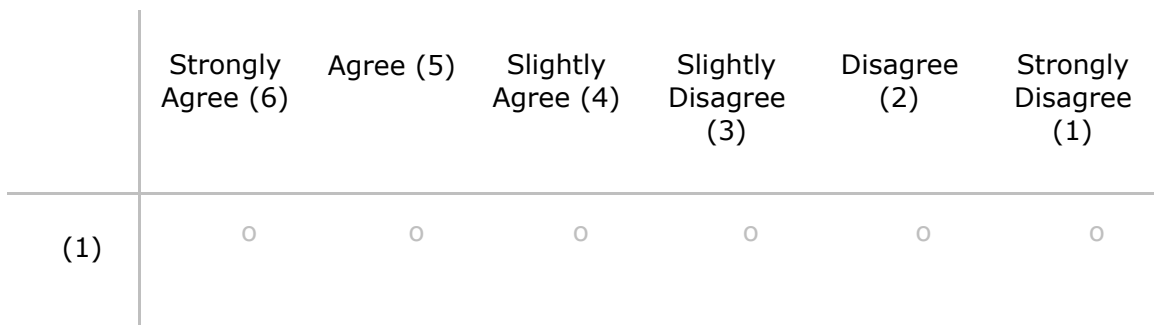 Strongly Agree (6)
Agree (5)
Slightly Agree (4)
Slightly Disagree (3)
Disagree (2)
Strongly Disagree (1)
(1) o o o o o o